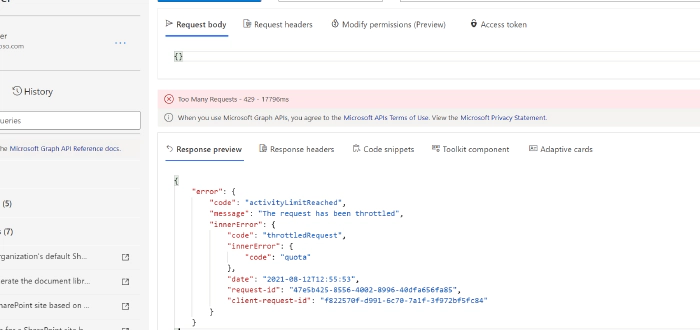 Request body Request headers Modify permissions (Preview) Access token
oso.com
...
{}
History
Too Many Requests - 429 - 17796ms
ueries
When you use Microsoft Graph APIs, you agree to the Microsoft APIs Terms of Use. View the Microsoft Privacy Statement.
he Microsoft Graph API Reference docs.
Response preview Response headers Code snippets Toolkit component Adaptive cards
{
"error": {
"code": "activityLimitReached",
"message": "The request has been throttled",
"innerError": {
"code": "throttledRequest",
"innerError": {
"code": "quota"
},
"date": "2021-08-12T12:55:53",
"request-id": "47e5b425-8556-4002-8996-40dfa656fa85",
"client-request-id": "f822570f-d991-6c70-7a1f-3f972bf5fc84"
}
}
(5)
(7)
rganization's default Sh...
erate the document libr...
harePoint site based on ...